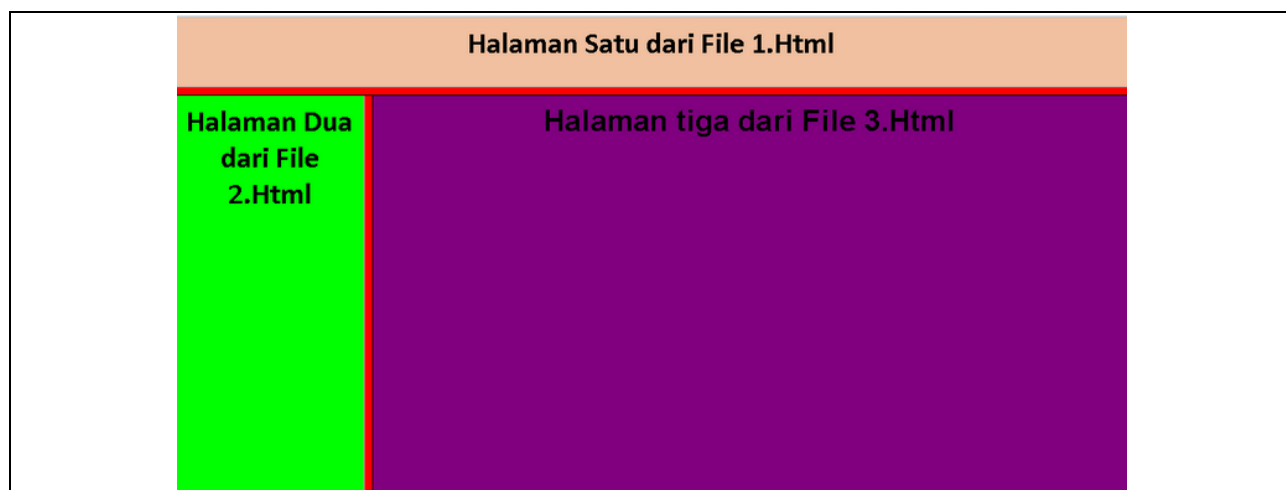 Halaman Satu dari File 1.Html
Halaman Dua
dari File
2.Html
Halaman tiga dari File 3.Html